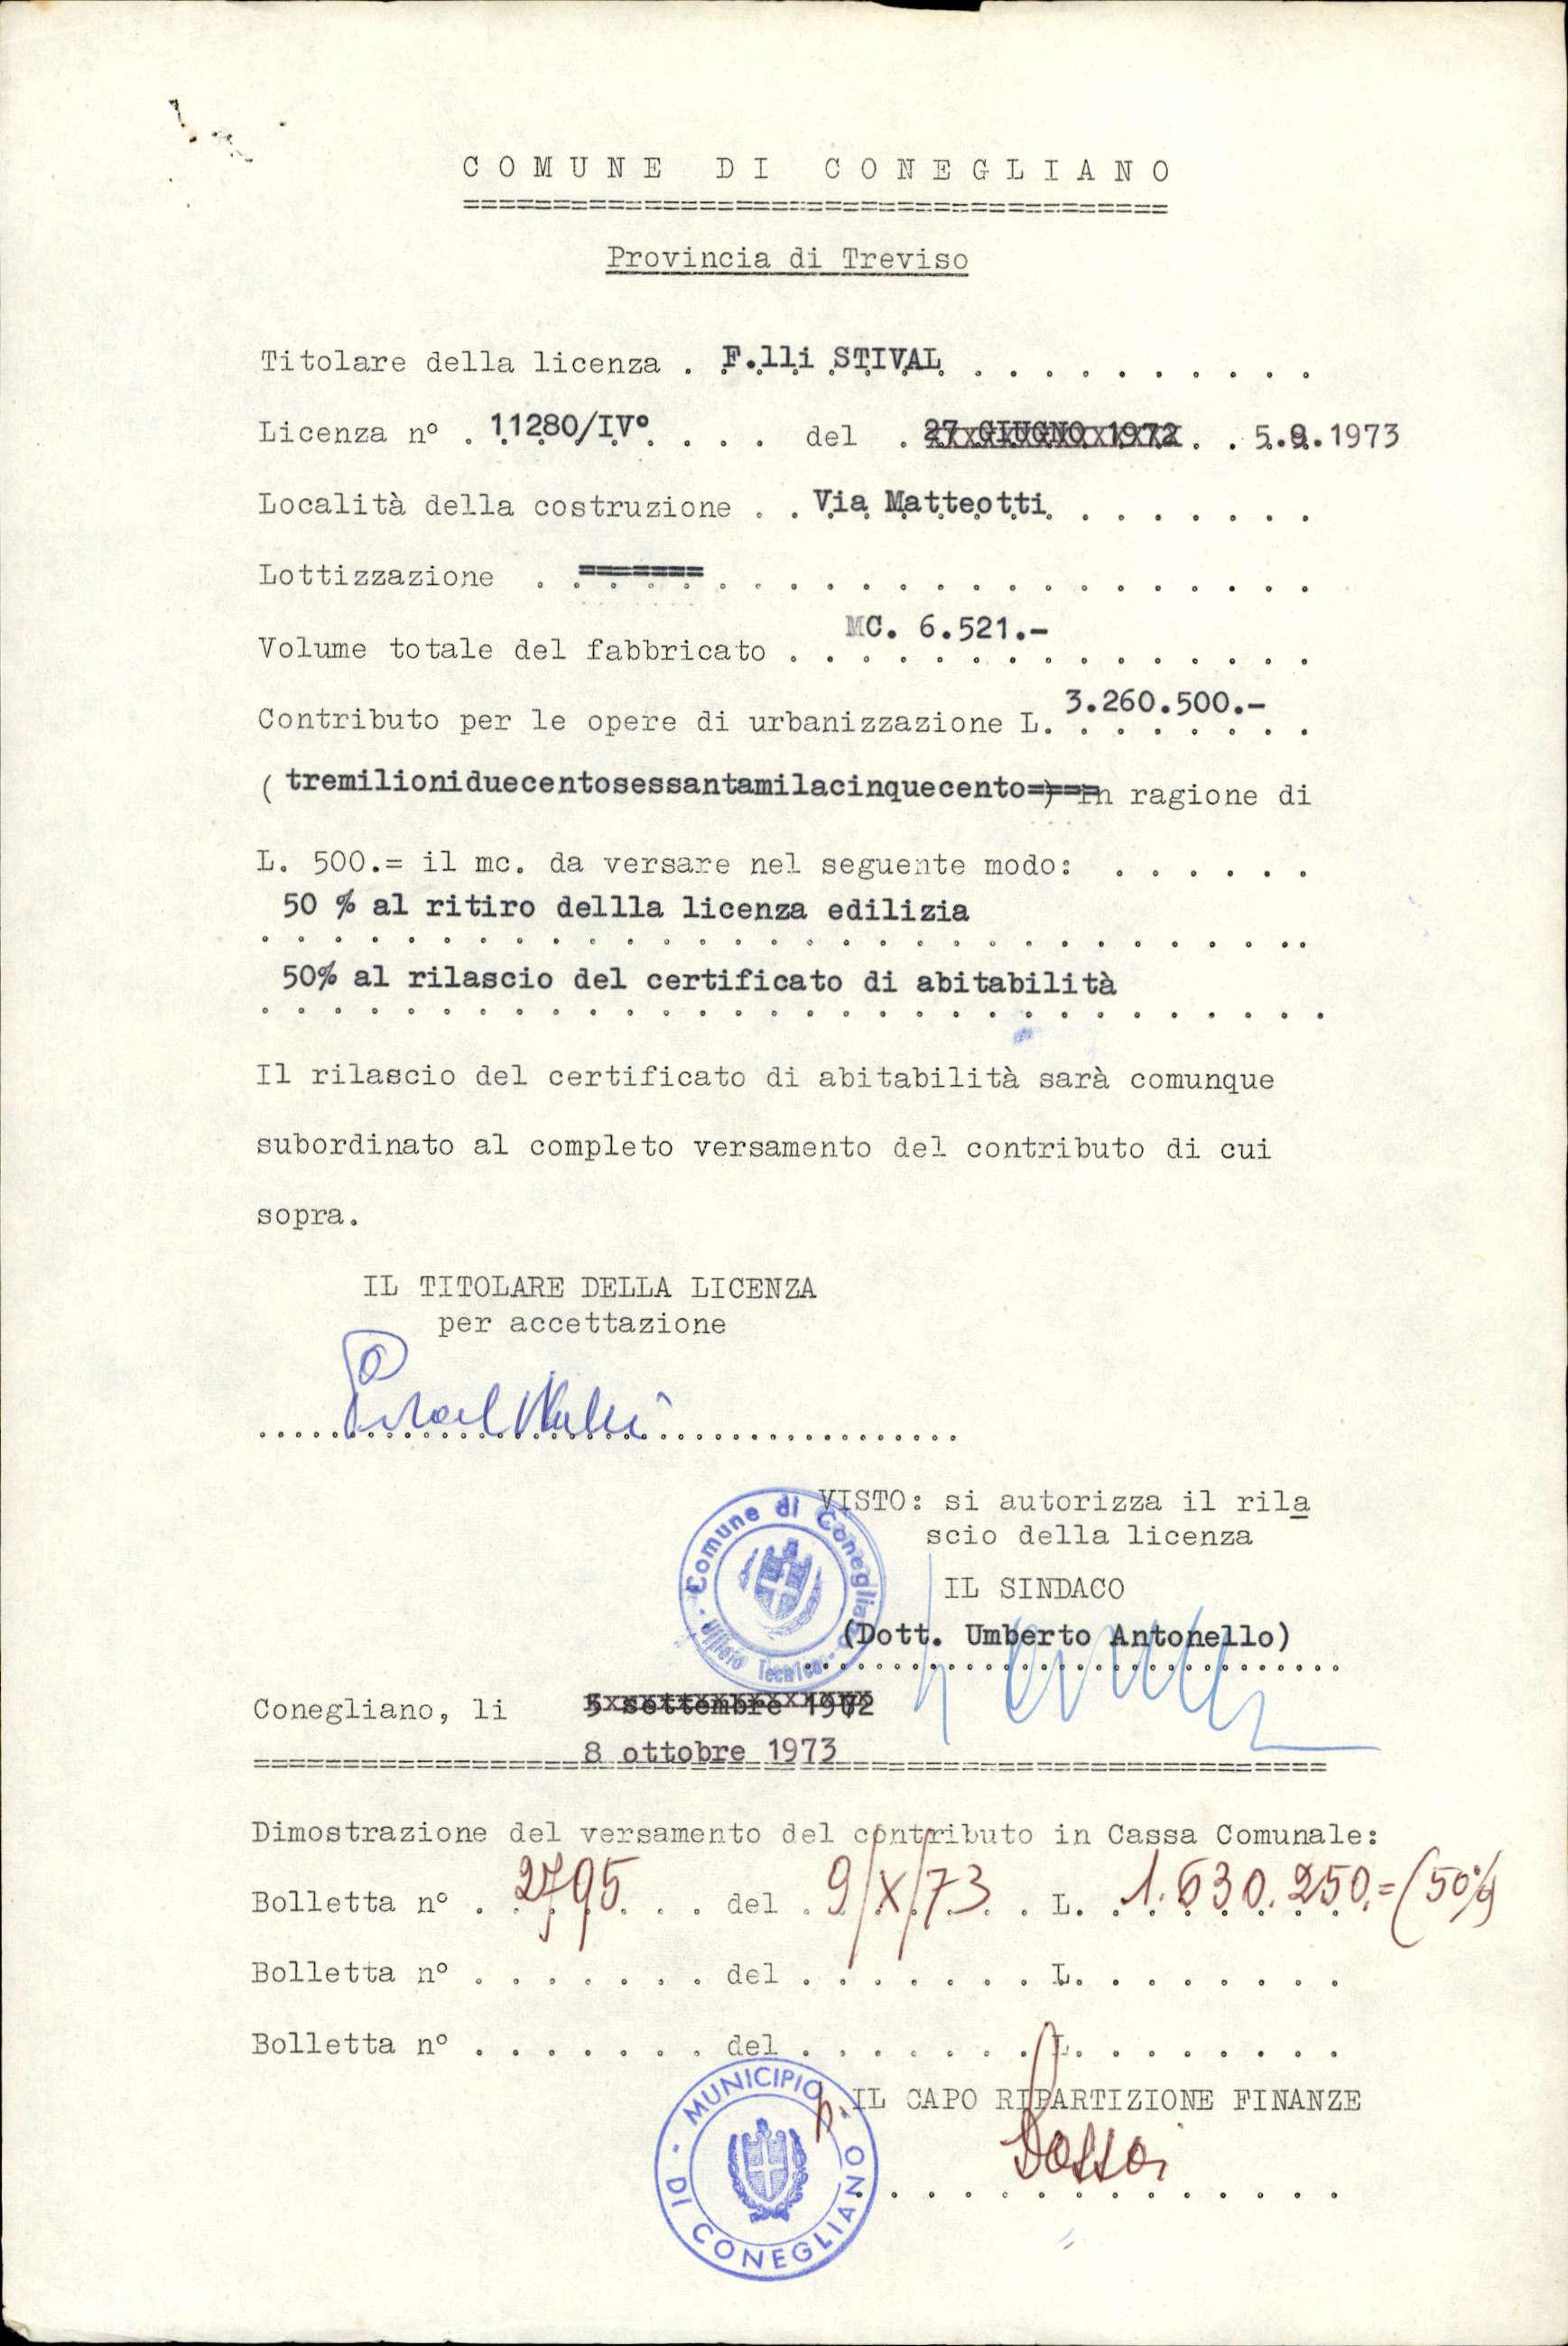 COMUNE DI CONEGLIANO
=======================================
Provincia di Treviso
Titolare della licenza . F.lli STIVAL . . . . . . . . . .
Licenza n° . 11280/IV° . . . . del . 27 GIUGNO 1972 . . 5.9.1973
Località della costruzione . . Via Matteotti . . . . . . .
Lottizzazione . ======= . . . . . . . . . . . . . . . . .
MC. 6.521.-
Volume totale del fabbricato . . . . . . . . . . . . . . .
3.260.500.-
Contributo per le opere di urbanizzazione L. . . . . . . .
( tremilioniduecentosessantamilacinquecento====) in ragione di
L. 500.= il mc. da versare nel seguente modo: . . . . . .
50 % al ritiro dellla licenza edilizia
50% al rilascio del certificato di abitabilità
Il rilascio del certificato di abitabilità sarà comunque
subordinato al completo versamento del contributo di cui
sopra.
IL TITOLARE DELLA LICENZA
per accettazione
VISTO: si autorizza il rila
scio della licenza
IL SINDACO
(Dott. Umberto Antonello)
Comune di Conegliano - Ufficio Tecnico -
Conegliano, li 5 settembre 1972
8 ottobre 1973
Dimostrazione del versamento del contributo in Cassa Comunale:
Bolletta n° . 2795 . . . del . 9/X/73 . . L. 1.630.250.= (50%)
Bolletta n° . . . . . . . del . . . . . . . L. . . . . . . .
Bolletta n° . . . . . . . del . . . . . . . L. . . . . . . .
p. IL CAPO RIPARTIZIONE FINANZE
- MUNICIPIO - DI CONEGLIANO